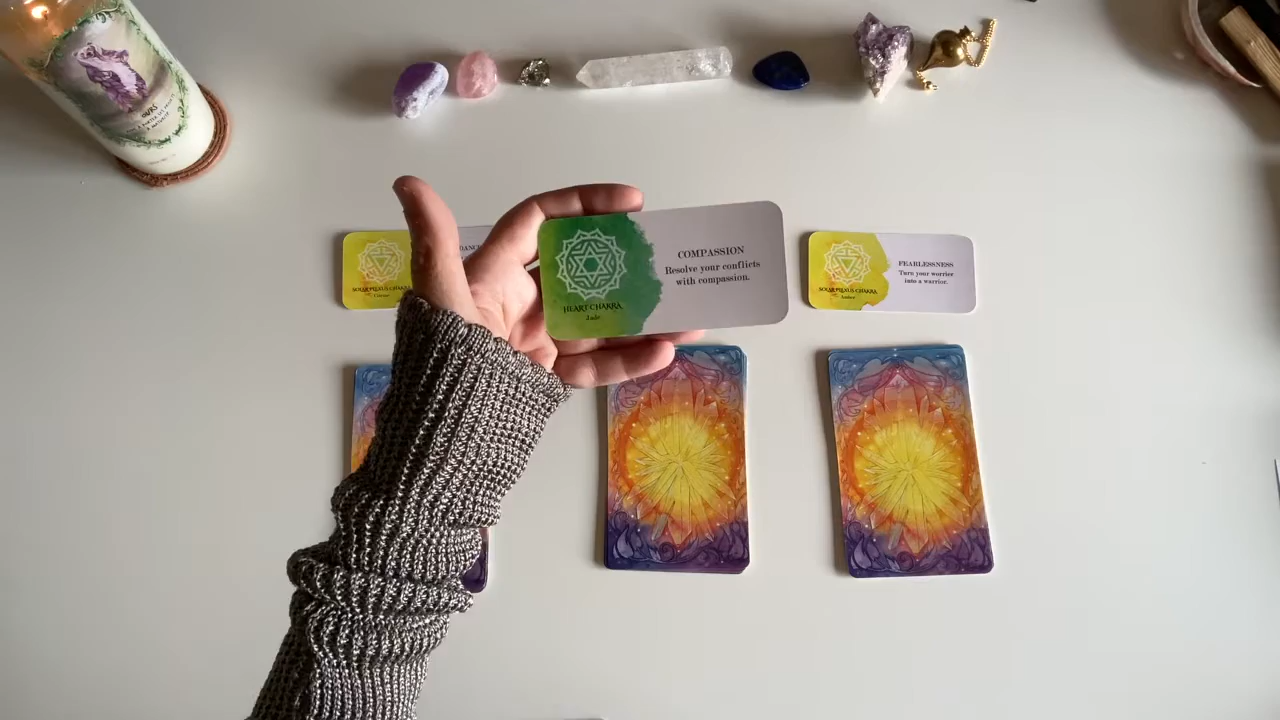 OURS
COMPASSION
Resolve your conflicts
with compassion.
HEART CHAKRA
Jade
SOLAR PLEXUS CHAKRA
FEARLESSNESS
Turn your worrier
into a warrior.
SOLAR PLEXUS CHAKRA
Amber